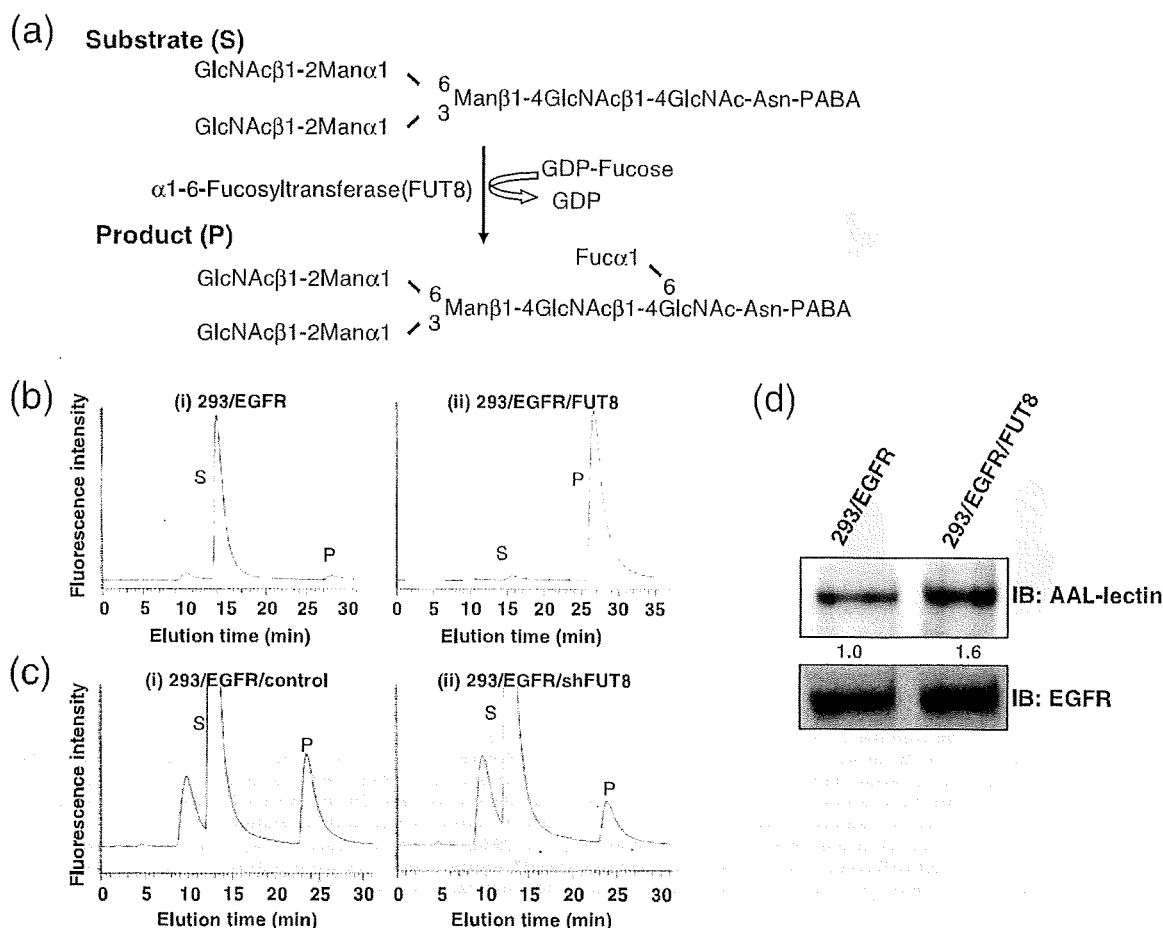 (a)
Substrate (S)
GlcNAcβ1-2Manα1
6
Manβ1-4GlcNAcβ1-4GlcNAc-Asn-PABA
3
GlcNAcβ1-2Manα1
α1-6-Fucosyltransferase(FUT8)
GDP-Fucose
GDP
Product (P)
Fucα1
6
GlcNAcβ1-2Manα1
6
Manβ1-4GlcNAcβ1-4GlcNAc-Asn-PABA
3
GlcNAcβ1-2Manα1
(b)
Fluorescence intensity
(i) 293/EGFR
S
P
0 5 10 15 20 25 30
Elution time (min)
(ii) 293/EGFR/FUT8
S
P
0 5 10 15 20 25 30 35
Elution time (min)
(c)
Fluorescence intensity
(i) 293/EGFR/control
S
P
0 5 10 15 20 25 30
Elution time (min)
(ii) 293/EGFR/shFUT8
S
P
0 5 10 15 20 25 30
Elution time (min)
(d)
293/EGFR
293/EGFR/FUT8
IB: AAL-lectin
1.0 1.6
IB: EGFR